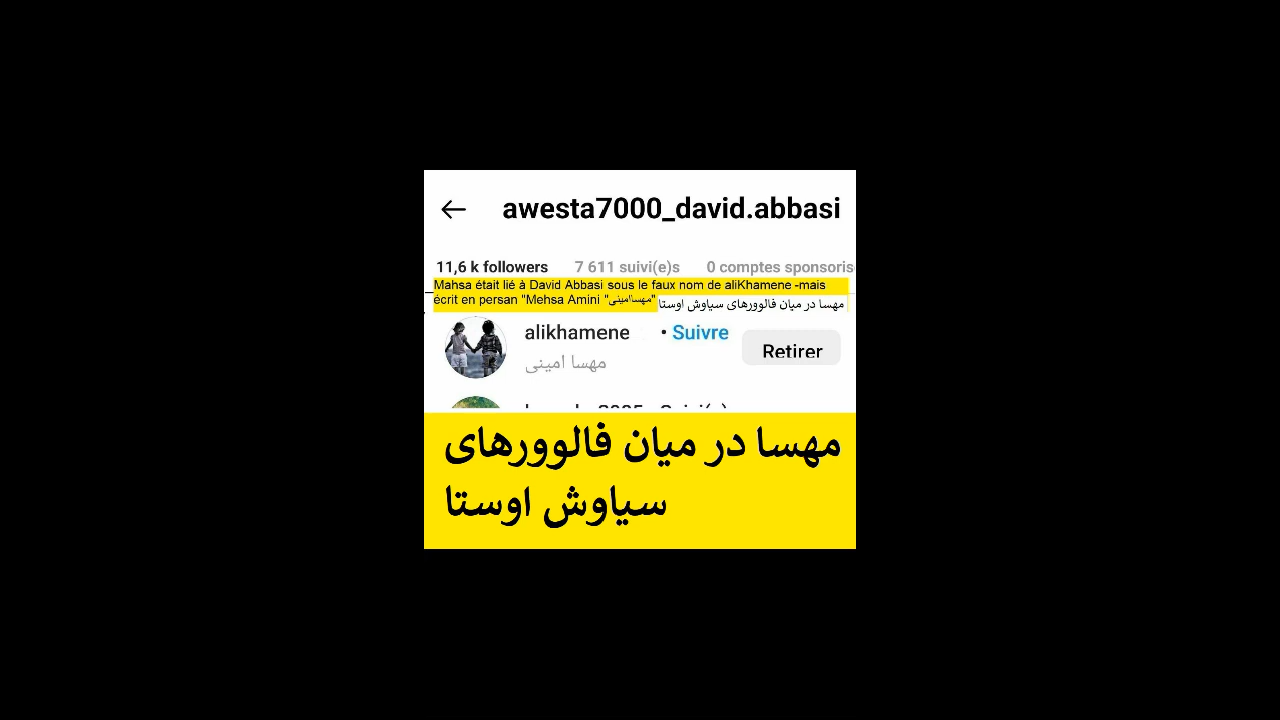 awesta7000_david.abbasi
11,6 k followers 7 611 suivi(e)s 0 comptes sponsoris
Mahsa était lié à David Abbasi sous le faux nom de aliKhamene -mais
écrit en persan "Mehsa Amini "مهساامینی"
مهسا در میان فالوورهای سیاوش اوستا
alikhamene • Suivre
مهسا امینی
Retirer
مهسا در میان فالوورهای
سیاوش اوستا